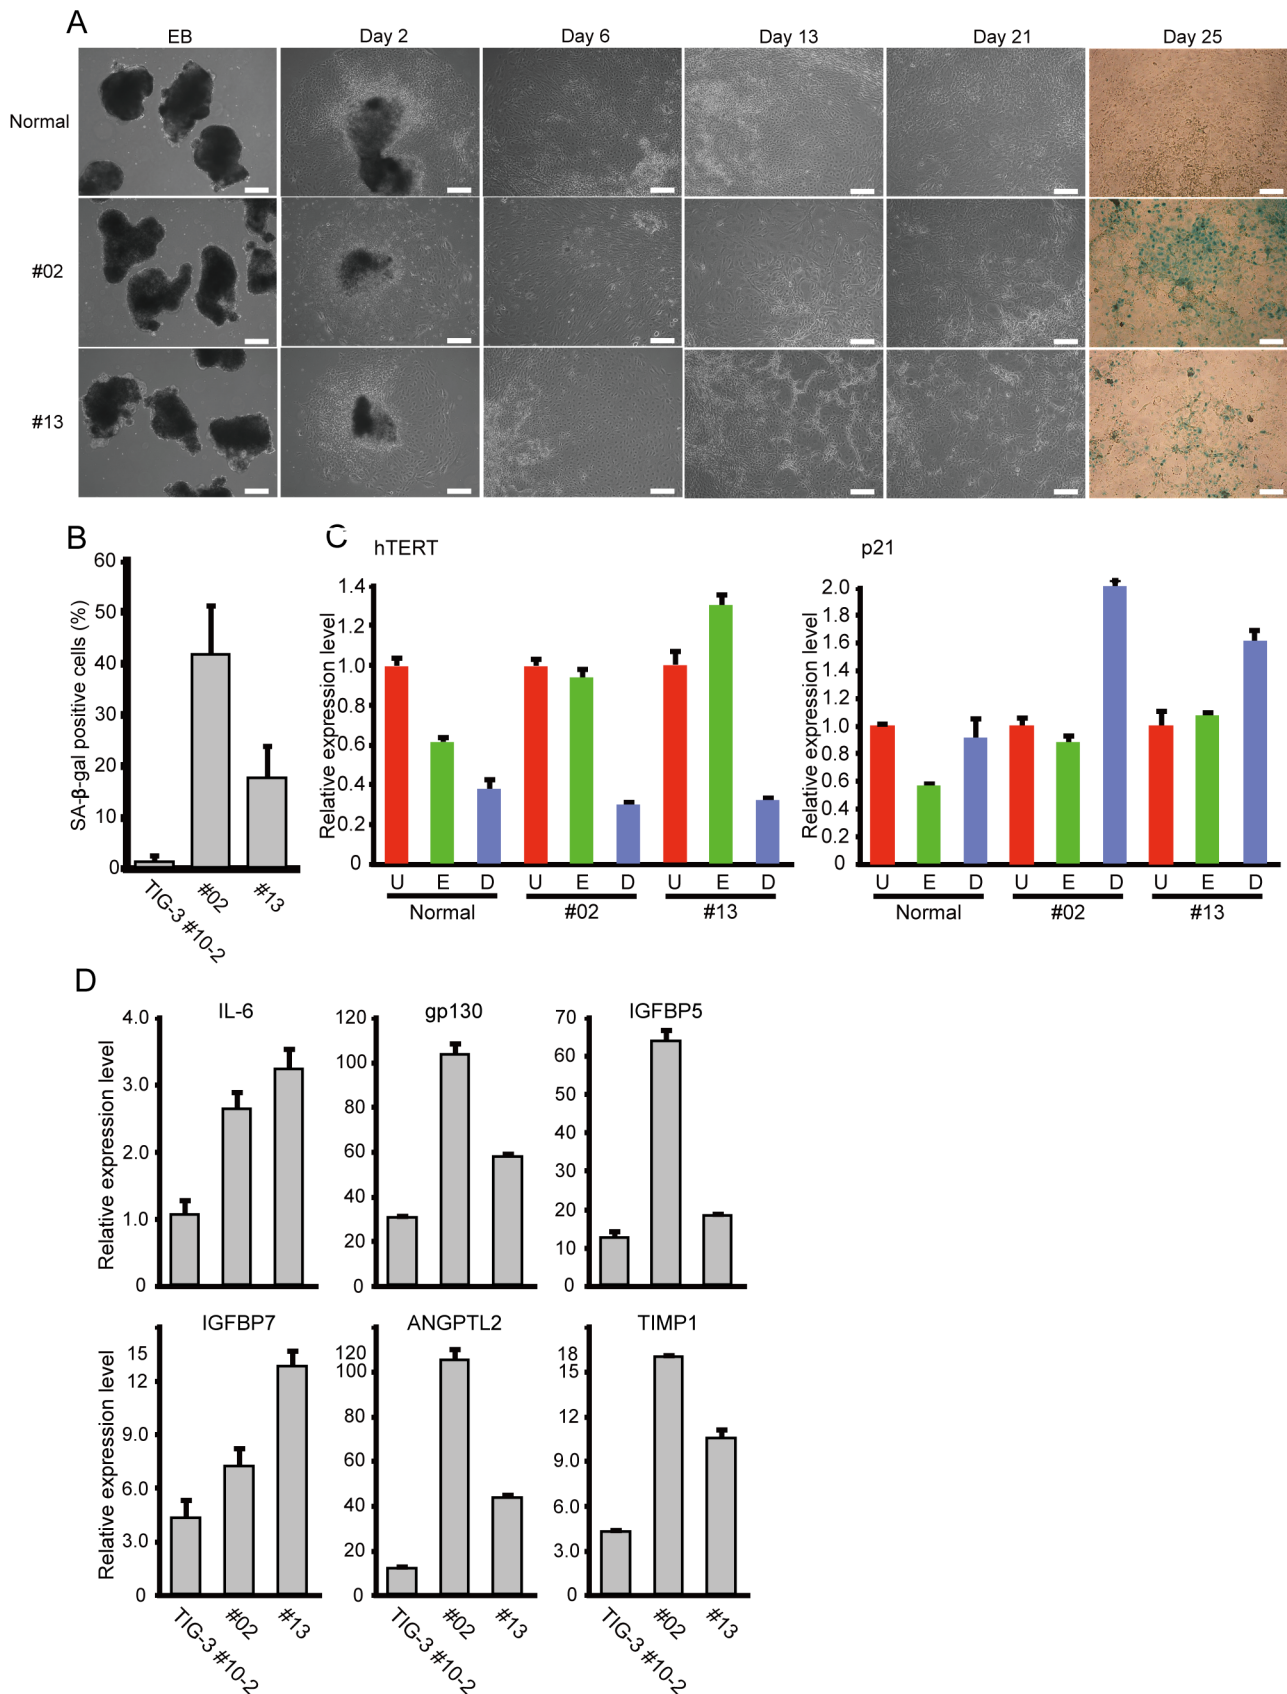 A
EB Day 2 Day 6 Day 13 Day 21 Day 25
Normal
#02
#13
B
SA-β-gal positive cells (%)
60
50
40
30
20
10
0
TIG-3 #10-2 #02 #13
C
hTERT
Relative expression level
1.4
1.2
1.0
0.8
0.6
0.4
0.2
0
U E D U E D U E D
Normal #02 #13
p21
Relative expression level
2.0
1.8
1.6
1.4
1.2
1.0
0.8
0.6
0.4
0.2
0
U E D U E D U E D
Normal #02 #13
D
IL-6
Relative expression level
4.0
3.0
2.0
1.0
0
gp130
120
100
80
60
40
20
0
IGFBP5
70
60
50
40
30
20
10
0
IGFBP7
Relative expression level
15
12
9.0
6.0
3.0
0
TIG-3 #10-2 #02 #13
ANGPTL2
120
100
80
60
40
20
0
TIG-3 #10-2 #02 #13
TIMP1
18
15
12
9.0
6.0
3.0
0
TIG-3 #10-2 #02 #13